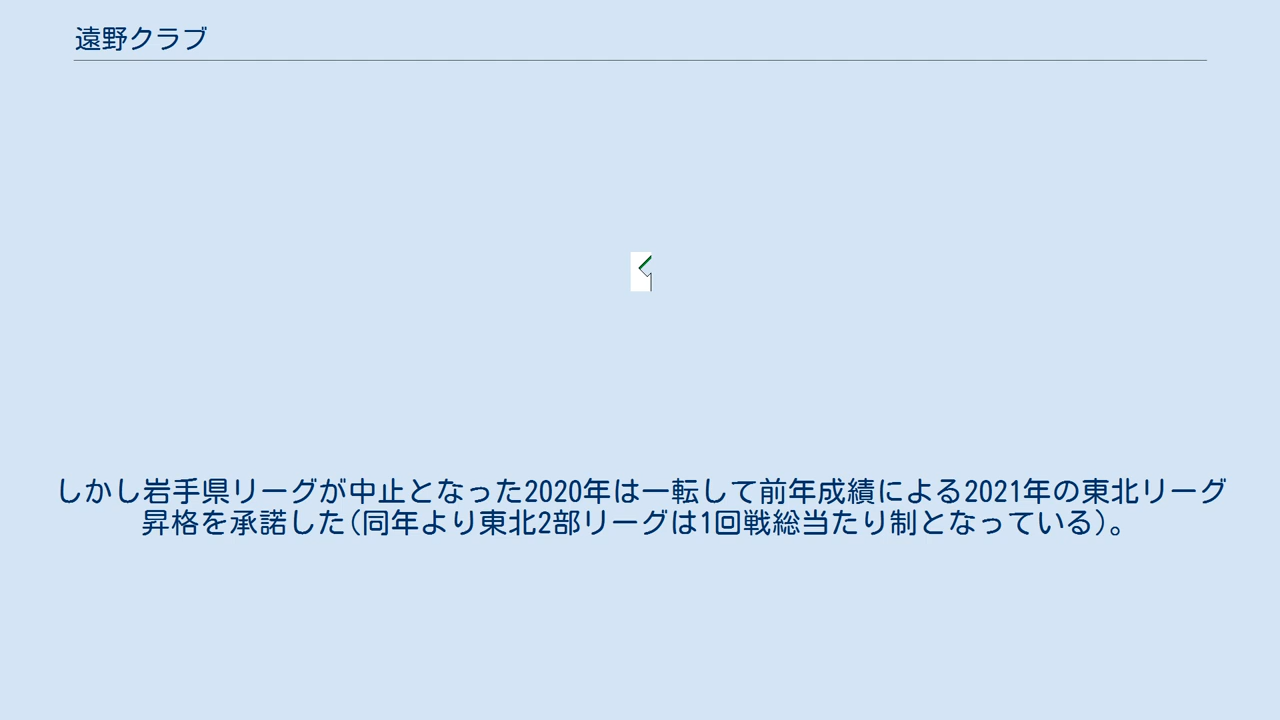 遠野クラブ
しかし岩手県リーグが中止となった2020年は一転して前年成績による2021年の東北リーグ
昇格を承諾した(同年より東北2部リーグは1回戦総当たり制となっている)。